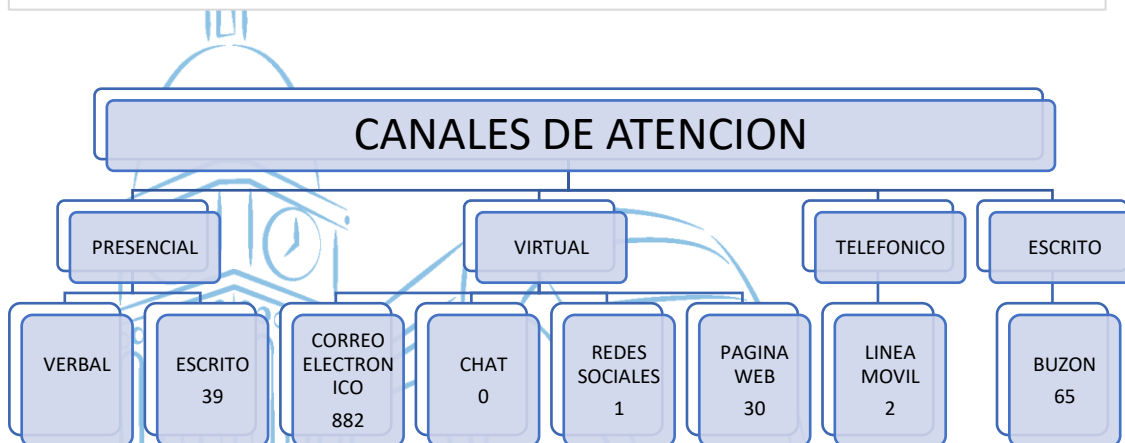 CANALES DE ATENCION
PRESENCIAL
VIRTUAL
TELEFONICO
ESCRITO
VERBAL
ESCRITO
39
CORREO
ELECTRON
ICO
882
CHAT
0
REDES
SOCIALES
1
PAGINA
WEB
30
LINEA
MOVIL
2
BUZON
65